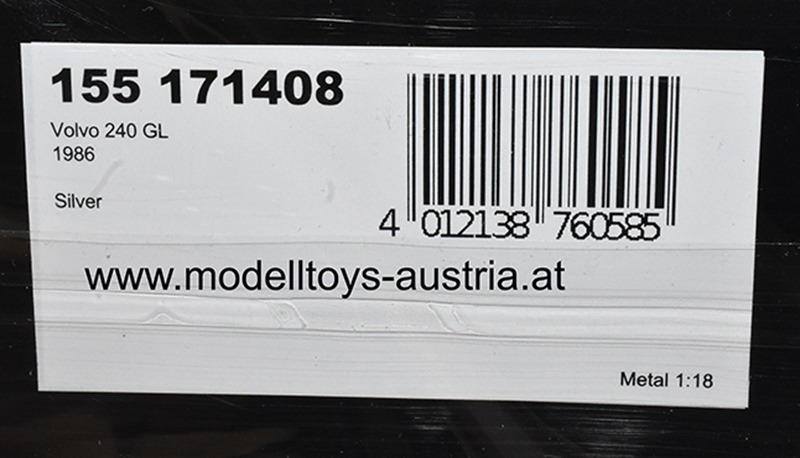 155 171408
Volvo 240 GL
1986
Silver
4 012138 760585
www.modelltoys-austria.at
Metal 1:18